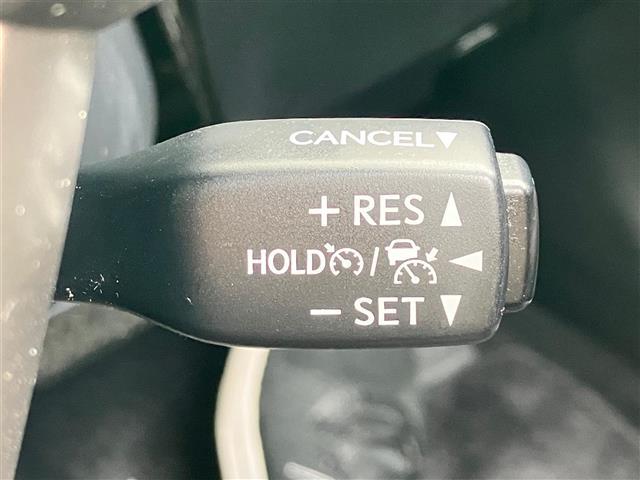 CANCEL▼
+ RES ▲
HOLD / ◀
− SET ▼